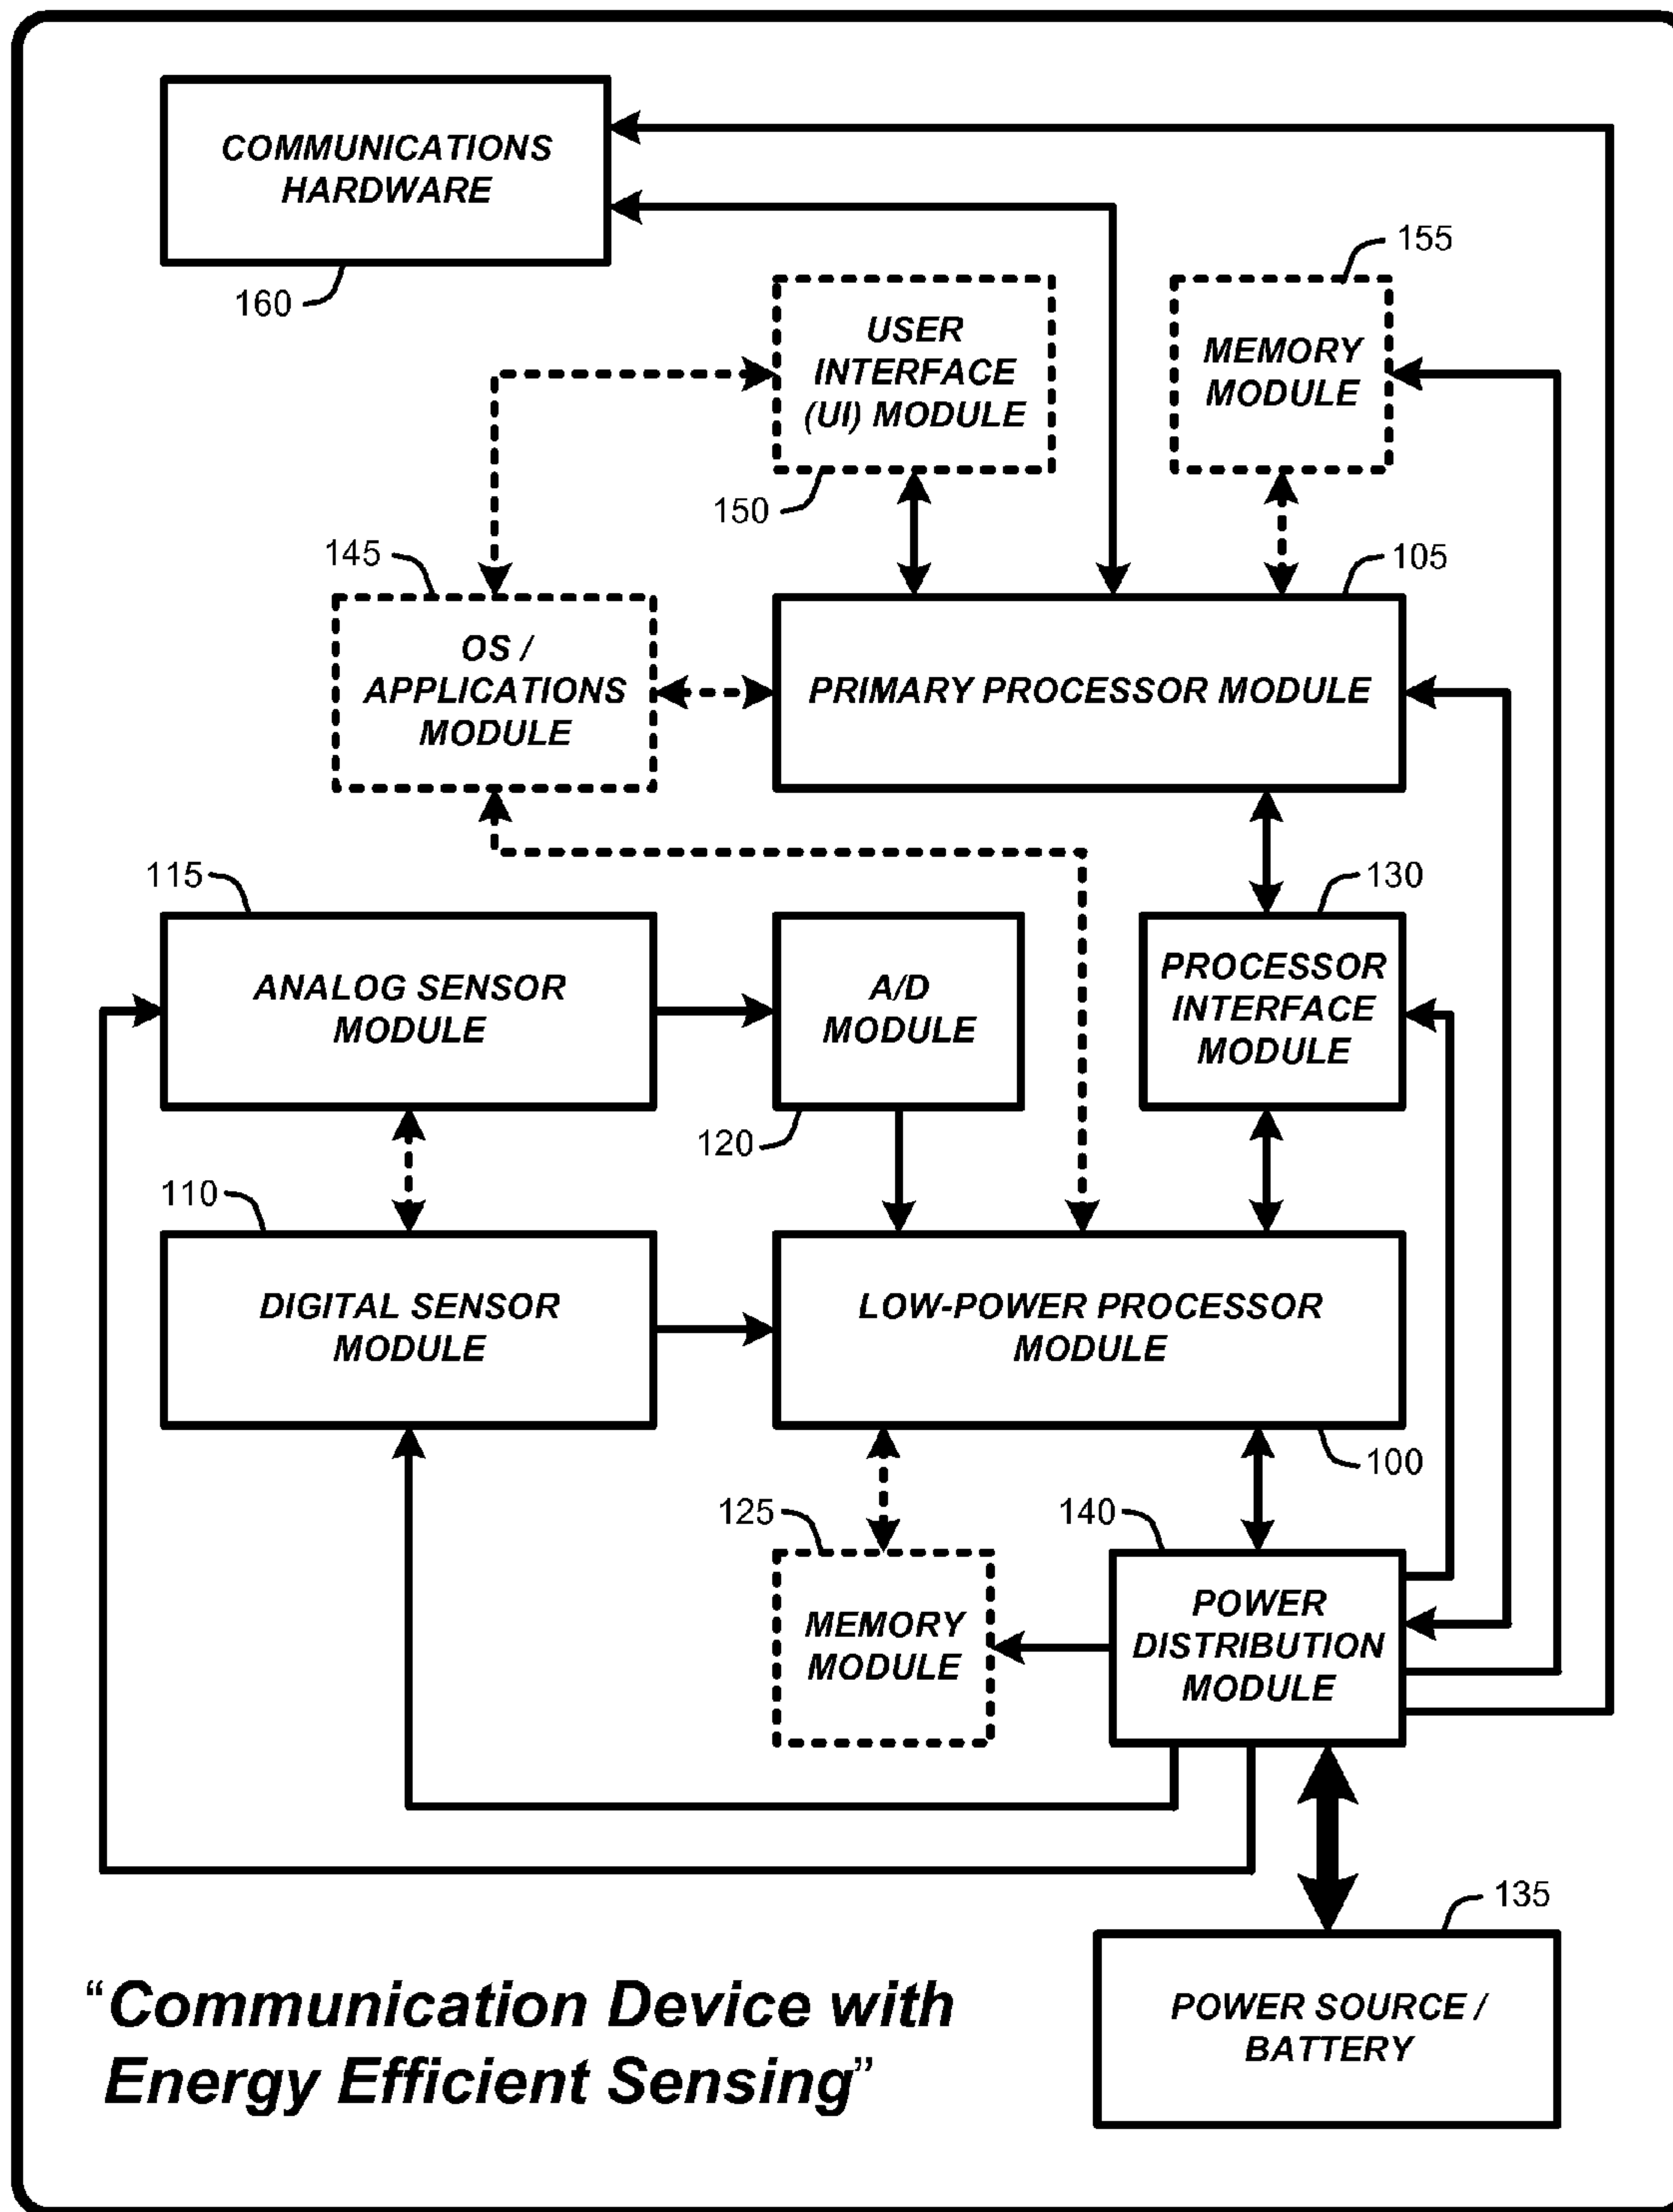 COMMUNICATIONS
HARDWARE
160
155
USER
INTERFACE
(UI) MODULE
MEMORY
MODULE
150
145
105
OS /
APPLICATIONS
MODULE
PRIMARY PROCESSOR MODULE
115
130
ANALOG SENSOR
MODULE
A/D
MODULE
PROCESSOR
INTERFACE
MODULE
120
110
DIGITAL SENSOR
MODULE
LOW-POWER PROCESSOR
MODULE
100
125
140
MEMORY
MODULE
POWER
DISTRIBUTION
MODULE
135
POWER SOURCE /
BATTERY
“Communication Device with
Energy Efficient Sensing”